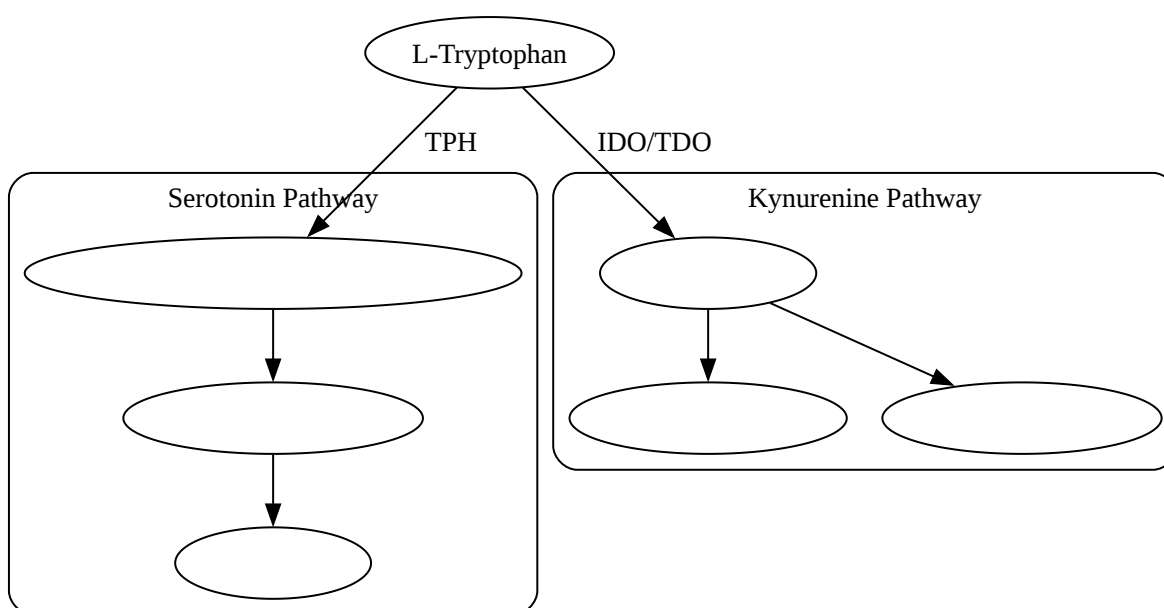 L-Tryptophan
TPH
IDO/TDO
Serotonin Pathway
Kynurenine Pathway